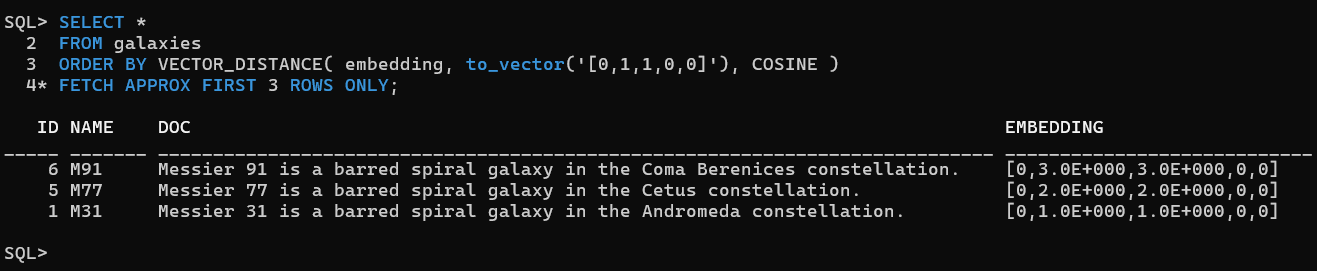 SQL> SELECT *
  2  FROM galaxies
  3  ORDER BY VECTOR_DISTANCE( embedding, to_vector('[0,1,1,0,0]'), COSINE )
  4* FETCH APPROX FIRST 3 ROWS ONLY;
   ID NAME    DOC                                                                          EMBEDDING
_____ _______ ____________________________________________________________________________ ____________________________
    6 M91     Messier 91 is a barred spiral galaxy in the Coma Berenices constellation.    [0,3.0E+000,3.0E+000,0,0]
    5 M77     Messier 77 is a barred spiral galaxy in the Cetus constellation.             [0,2.0E+000,2.0E+000,0,0]
    1 M31     Messier 31 is a barred spiral galaxy in the Andromeda constellation.         [0,1.0E+000,1.0E+000,0,0]
SQL>